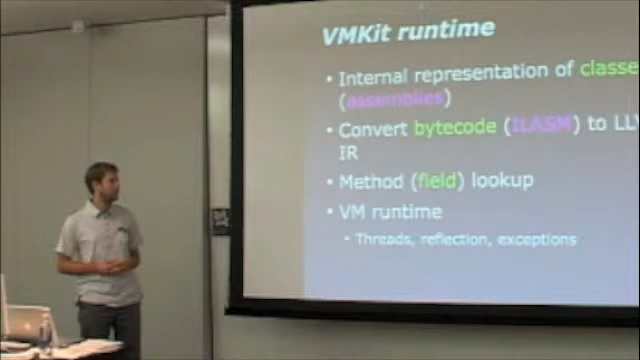 VMKit runtime
• Internal representation of classe
(assemblies)
• Convert bytecode (ILASM) to LL
IR
• Method (field) lookup
• VM runtime
• Threads, reflection, exceptions